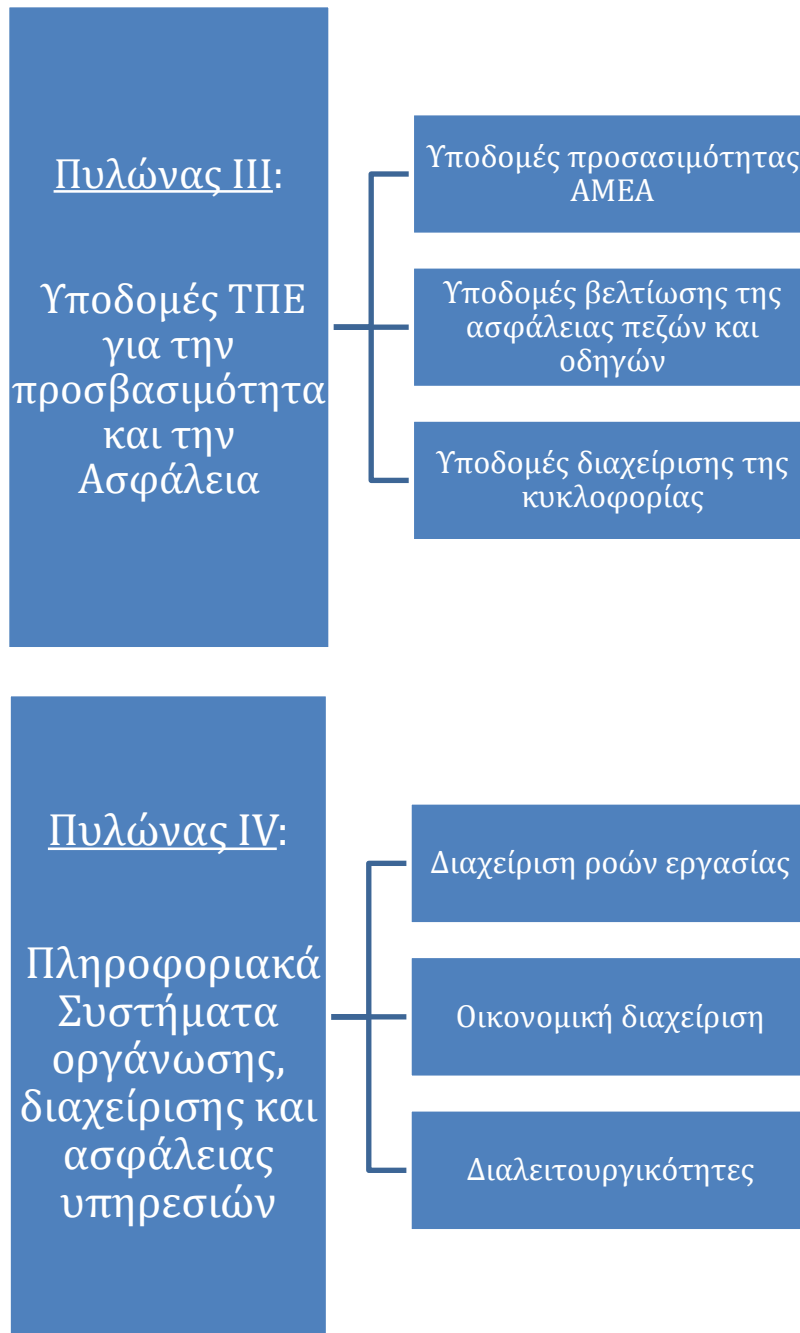 Πυλώνας III:
Υποδομές ΤΠΕ
για την
προσβασιμότητα
και την
Ασφάλεια
Υποδομές προσασιμότητας
ΑΜΕΑ
Υποδομές βελτίωσης της
ασφάλειας πεζών και
οδηγών
Υποδομές διαχείρισης της
κυκλοφορίας
Πυλώνας IV:
Πληροφοριακά
Συστήματα
οργάνωσης,
διαχείρισης και
ασφάλειας
υπηρεσιών
Διαχείριση ροών εργασίας
Οικονομική διαχείριση
Διαλειτουργικότητες